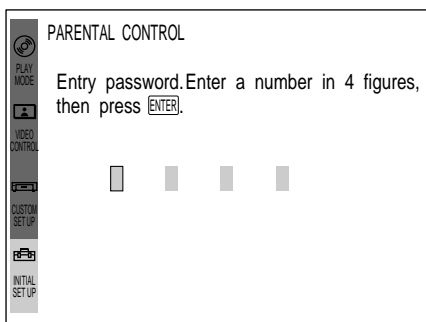 PARENTAL CONTROL
Entry password.Enter a number in 4 figures,
then press ENTER.
PLAY
MODE
VIDEO
CONTROL
CUSTOM
SET UP
INITIAL
SET UP